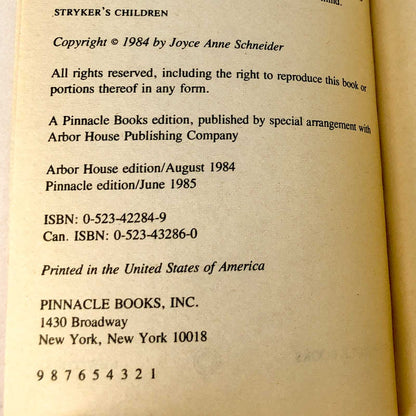 mind.
STRYKER'S CHILDREN
Copyright © 1984 by Joyce Anne Schneider
All rights reserved, including the right to reproduce this book or
portions thereof in any form.
A Pinnacle Books edition, published by special arrangement with
Arbor House Publishing Company
Arbor House edition/August 1984
Pinnacle edition/June 1985
ISBN: 0-523-42284-9
Can. ISBN: 0-523-43286-0
Printed in the United States of America
PINNACLE BOOKS, INC.
1430 Broadway
New York, New York 10018
9 8 7 6 5 4 3 2 1